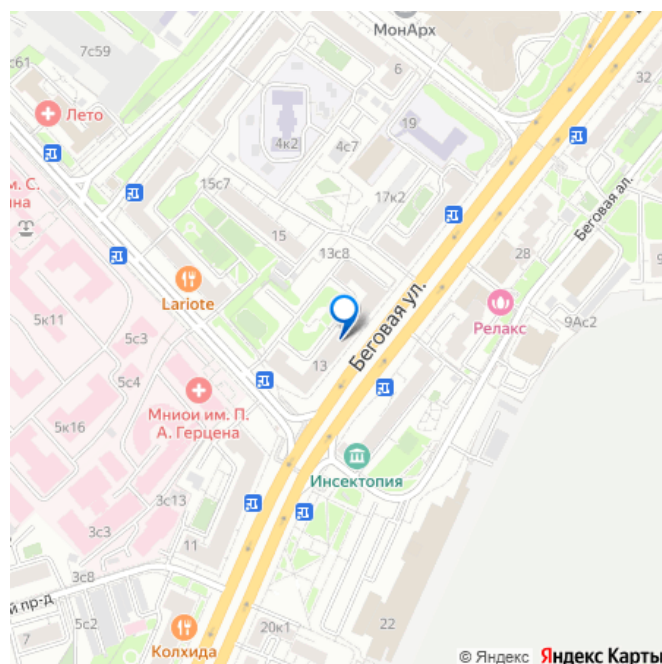 МонАрх
7с59
с61
6
32
Лето
19
4к2
4с7
15с7
17к2
м. С.
на
15
13с8
Беговая ал.
28
9
5к11
Lariote
Беговая ул.
Релакс
9Ас2
5с3
13
5с4
Мниои им. П.
А. Герцена
5к16
Инсектопия
3с13
3с3
11
3с8
й пр-д
5с2
7
Колхида
20к1
22
© Яндекс Яндекс Карты